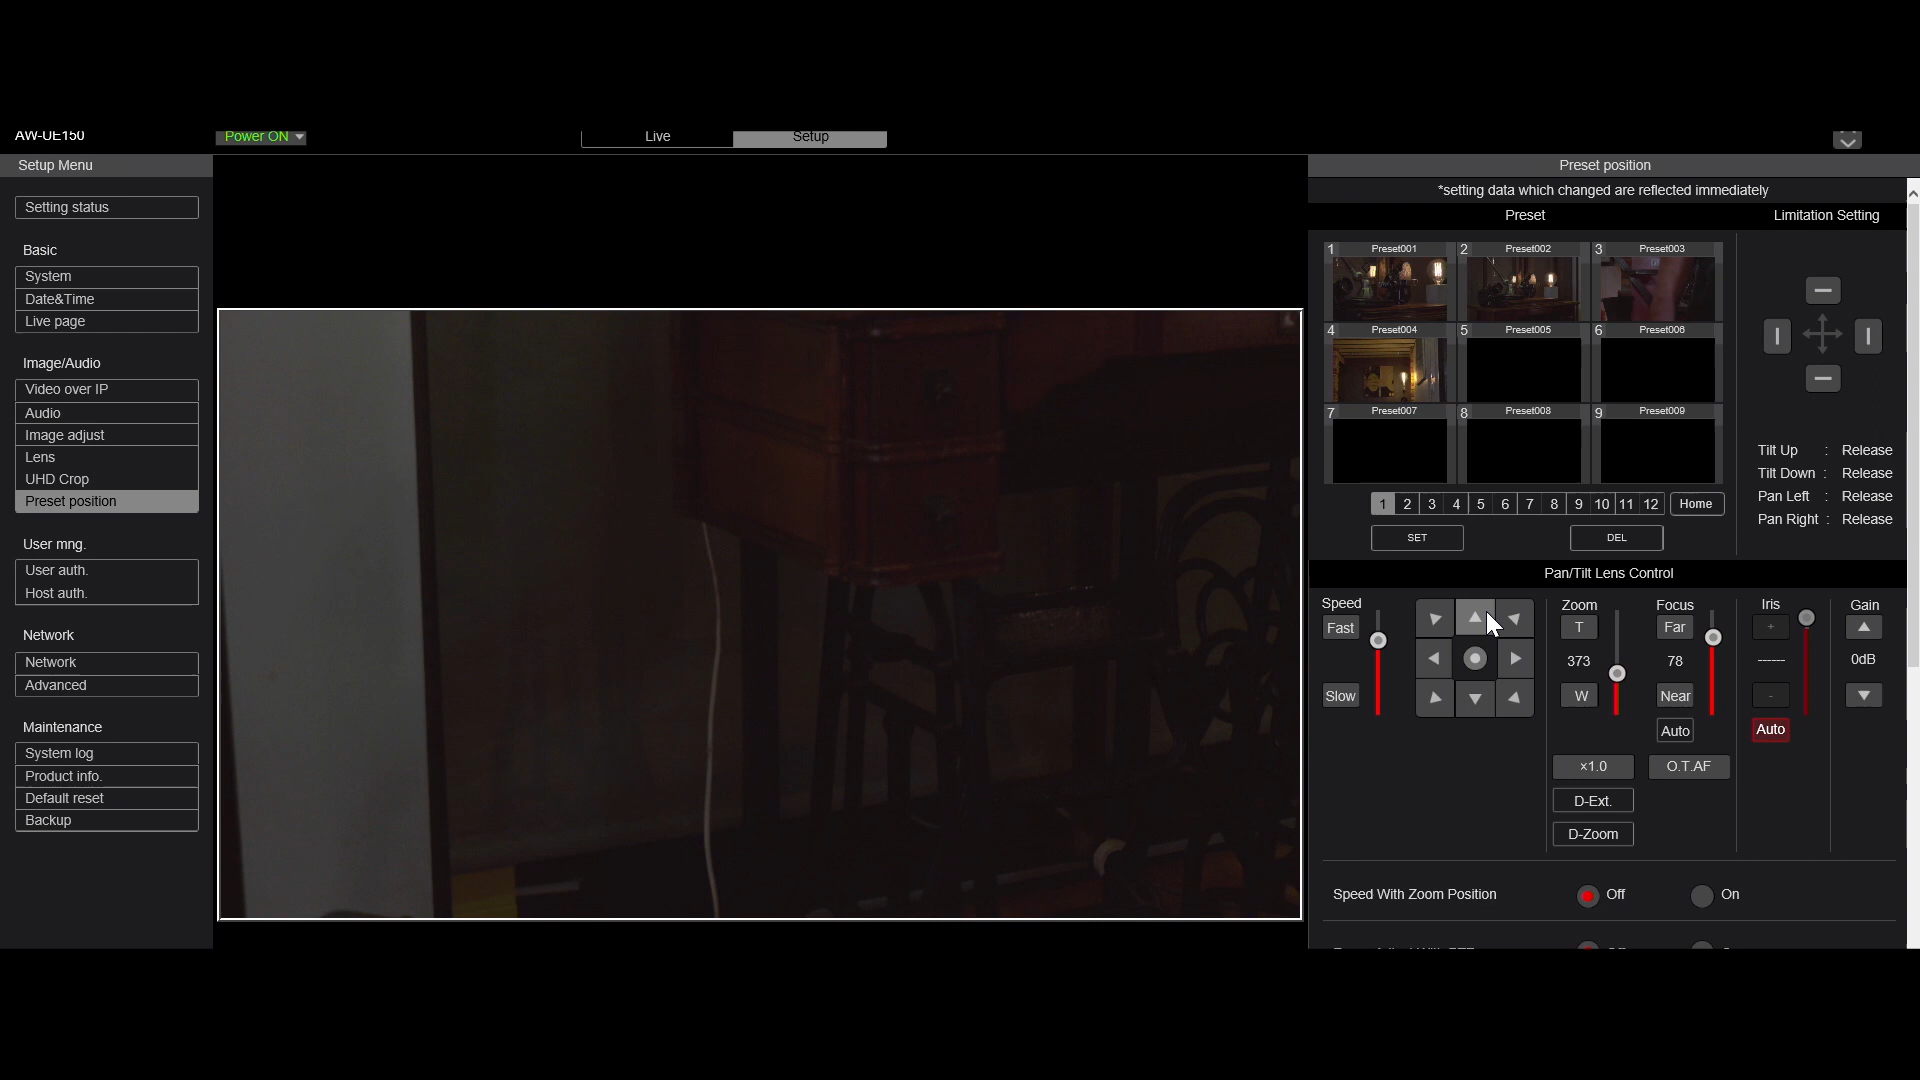 AW-UE150
Power ON
Live
Setup
Setup Menu
Setting status
Basic
System
Date&Time
Live page
Image/Audio
Video over IP
Audio
Image adjust
Lens
UHD Crop
Preset position
User mng.
User auth.
Host auth.
Network
Network
Advanced
Maintenance
System log
Product info.
Default reset
Backup
Preset position
*setting data which changed are reflected immediately
Preset
Limitation Setting
1 Preset001
2 Preset002
3 Preset003
4 Preset004
5 Preset005
6 Preset006
7 Preset007
8 Preset008
9 Preset009
1 2 3 4 5 6 7 8 9 10 11 12 Home
SET
DEL
Tilt Up : Release
Tilt Down : Release
Pan Left : Release
Pan Right : Release
Pan/Tilt Lens Control
Speed
Fast
Slow
Zoom
T
373
W
×1.0
D-Ext.
D-Zoom
Focus
Far
78
Near
Auto
O.T.AF
Iris
+
------
-
Auto
Gain
0dB
Speed With Zoom Position
Off
On